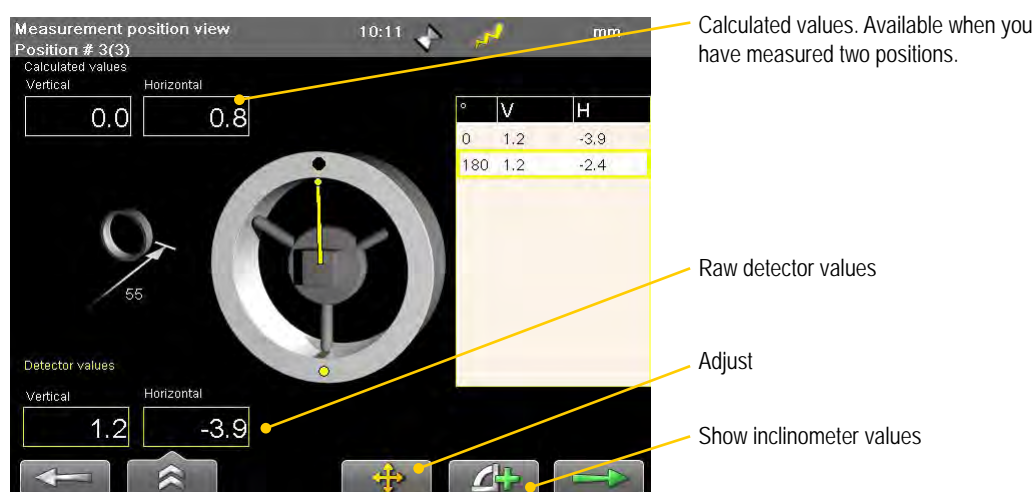 Measurement position view
Position # 3(3)
10:11
mm
Calculated values
Vertical Horizontal
0.0 0.8
° V H
0 1.2 -3.9
180 1.2 -2.4
55
Detector values
Vertical Horizontal
1.2 -3.9
Calculated values. Available when you
have measured two positions.
Raw detector values
Adjust
Show inclinometer values